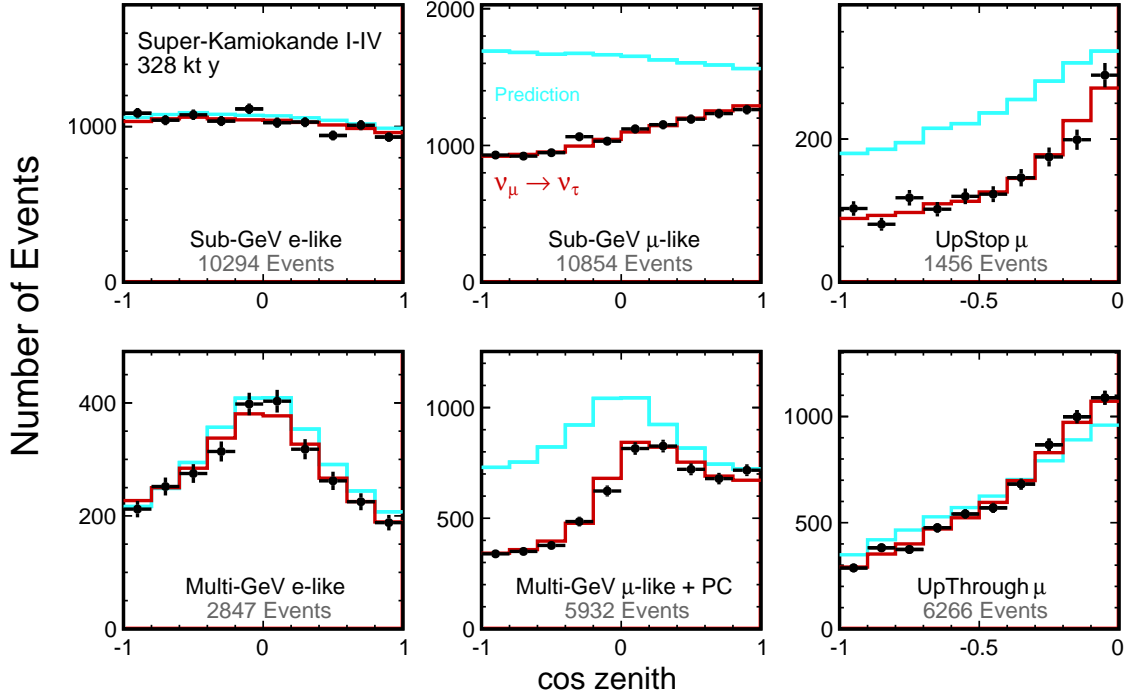 Number of Events
Super-Kamiokande I-IV
328 kt y
1000
0
Sub-GeV e-like
10294 Events
-1 0 1
2000
1500
1000
500
0
Prediction
νμ → ντ
Sub-GeV μ-like
10854 Events
-1 0 1
200
0
UpStop μ
1456 Events
-1 -0.5 0
400
200
0
Multi-GeV e-like
2847 Events
-1 0 1
1000
500
0
Multi-GeV μ-like + PC
5932 Events
-1 0 1
1000
500
0
UpThrough μ
6266 Events
-1 -0.5 0
cos zenith